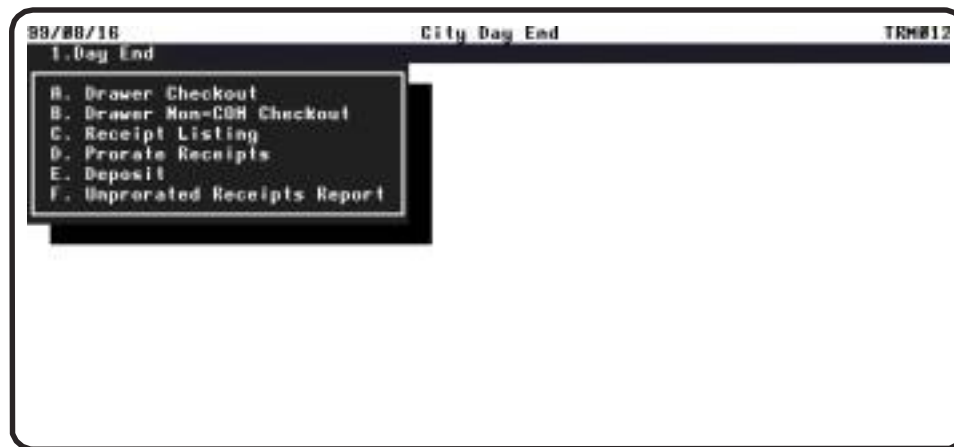 99/08/16 City Day End TRM012
1.Day End
A. Drawer Checkout
B. Drawer Non-COH Checkout
C. Receipt Listing
D. Prorate Receipts
E. Deposit
F. Unprorated Receipts Report